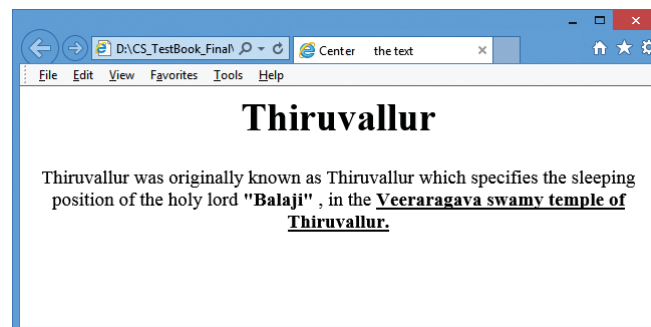 D:\CS_TestBook_Final\
Center the text
File Edit View Favorites Tools Help
Thiruvallur
Thiruvallur was originally known as Thiruvallur which specifies the sleeping
position of the holy lord "Balaji" , in the Veeraragava swamy temple of
Thiruvallur.